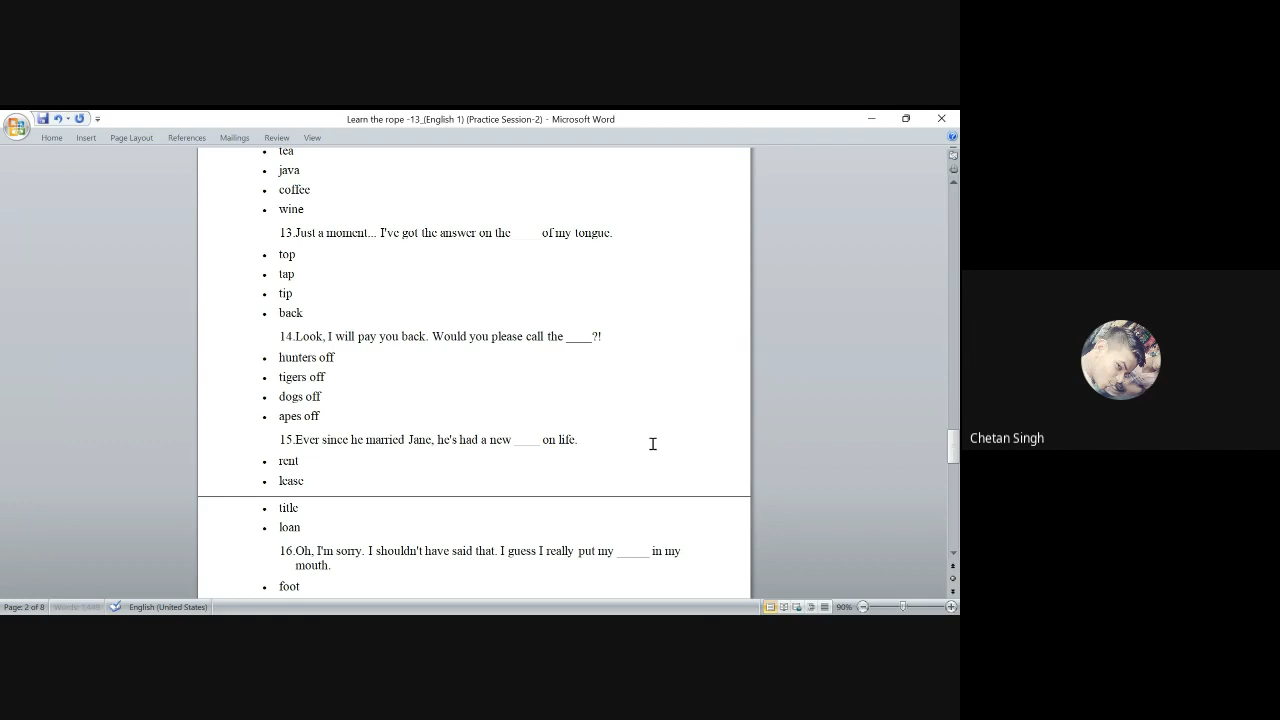 Learn the rope -13_(English 1) (Practice Session-2) - Microsoft Word
Home Insert Page Layout References Mailings Review View
• tea
• java
• coffee
• wine
13.Just a moment... I've got the answer on the ____ of my tongue.
• top
• tap
• tip
• back
14.Look, I will pay you back. Would you please call the ____?!
• hunters off
• tigers off
• dogs off
• apes off
15.Ever since he married Jane, he's had a new ____ on life.
• rent
• lease
• title
• loan
16.Oh, I'm sorry. I shouldn't have said that. I guess I really put my _____ in my
mouth.
• foot
Chetan Singh
Page: 2 of 8 Words: 1,449 English (United States) 90%